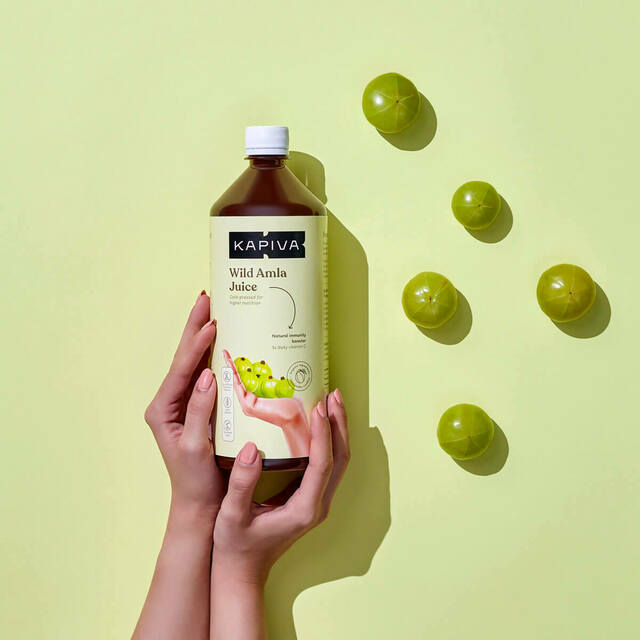 KAPIVA
Wild Amla
Juice
Cold pressed for
higher nutrition
Natural immunity
booster